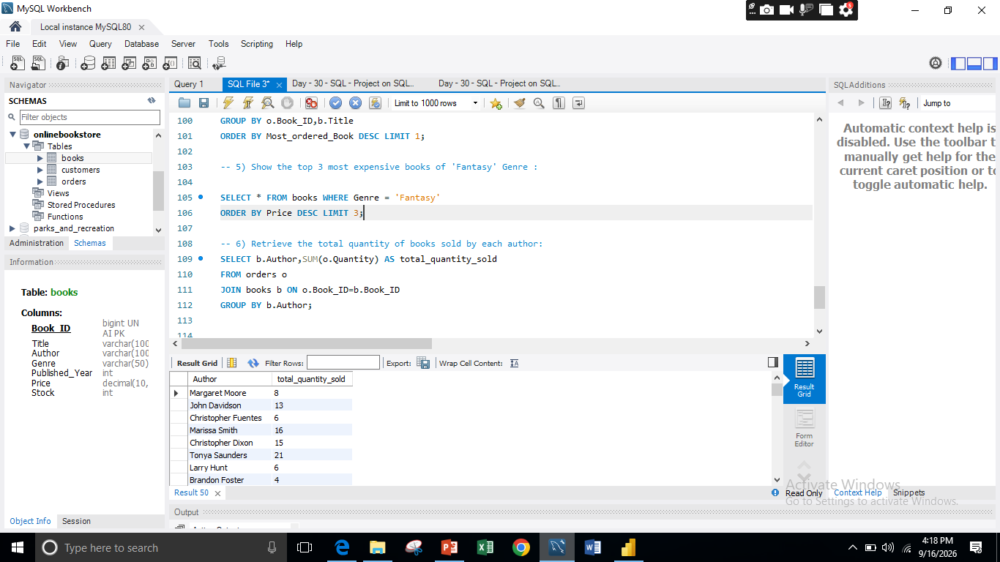 MySQL Workbench
5
Local instance MySQL80
File Edit View Query Database Server Tools Scripting Help
Navigator
SCHEMAS
Filter objects
onlinebookstore
Tables
books
customers
orders
Views
Stored Procedures
Functions
parks_and_recreation
Administration Schemas
Information
Table: books
Columns:
Book_ID bigint UN
AI PK
Title varchar(100
Author varchar(100
Genre varchar(50)
Published_Year int
Price decimal(10,
Stock int
Object Info Session
Query 1 SQL File 3* Day - 30 - SQL - Project on SQL... Day - 30 - SQL - Project on SQL...
Limit to 1000 rows
100 GROUP BY o.Book_ID,b.Title
101 ORDER BY Most_ordered_Book DESC LIMIT 1;
102
103 -- 5) Show the top 3 most expensive books of 'Fantasy' Genre :
104
105 SELECT * FROM books WHERE Genre = 'Fantasy'
106 ORDER BY Price DESC LIMIT 3;
107
108 -- 6) Retrieve the total quantity of books sold by each author:
109 SELECT b.Author,SUM(o.Quantity) AS total_quantity_sold
110 FROM orders o
111 JOIN books b ON o.Book_ID=b.Book_ID
112 GROUP BY b.Author;
113
114
Result Grid Filter Rows: Export: Wrap Cell Content:
Author total_quantity_sold
Margaret Moore 8
John Davidson 13
Christopher Fuentes 6
Marissa Smith 16
Christopher Dixon 15
Tonya Saunders 21
Larry Hunt 6
Brandon Foster 4
Result 50
Read Only
Output
Result
Grid
Form
Editor
SQLAdditions
Jump to
Automatic context help is
disabled. Use the toolbar t
manually get help for the
current caret position or to
toggle automatic help.
Context Help Snippets
Activate Windows
Go to Settings to activate Windows.
Type here to search
4:18 PM
9/16/2026